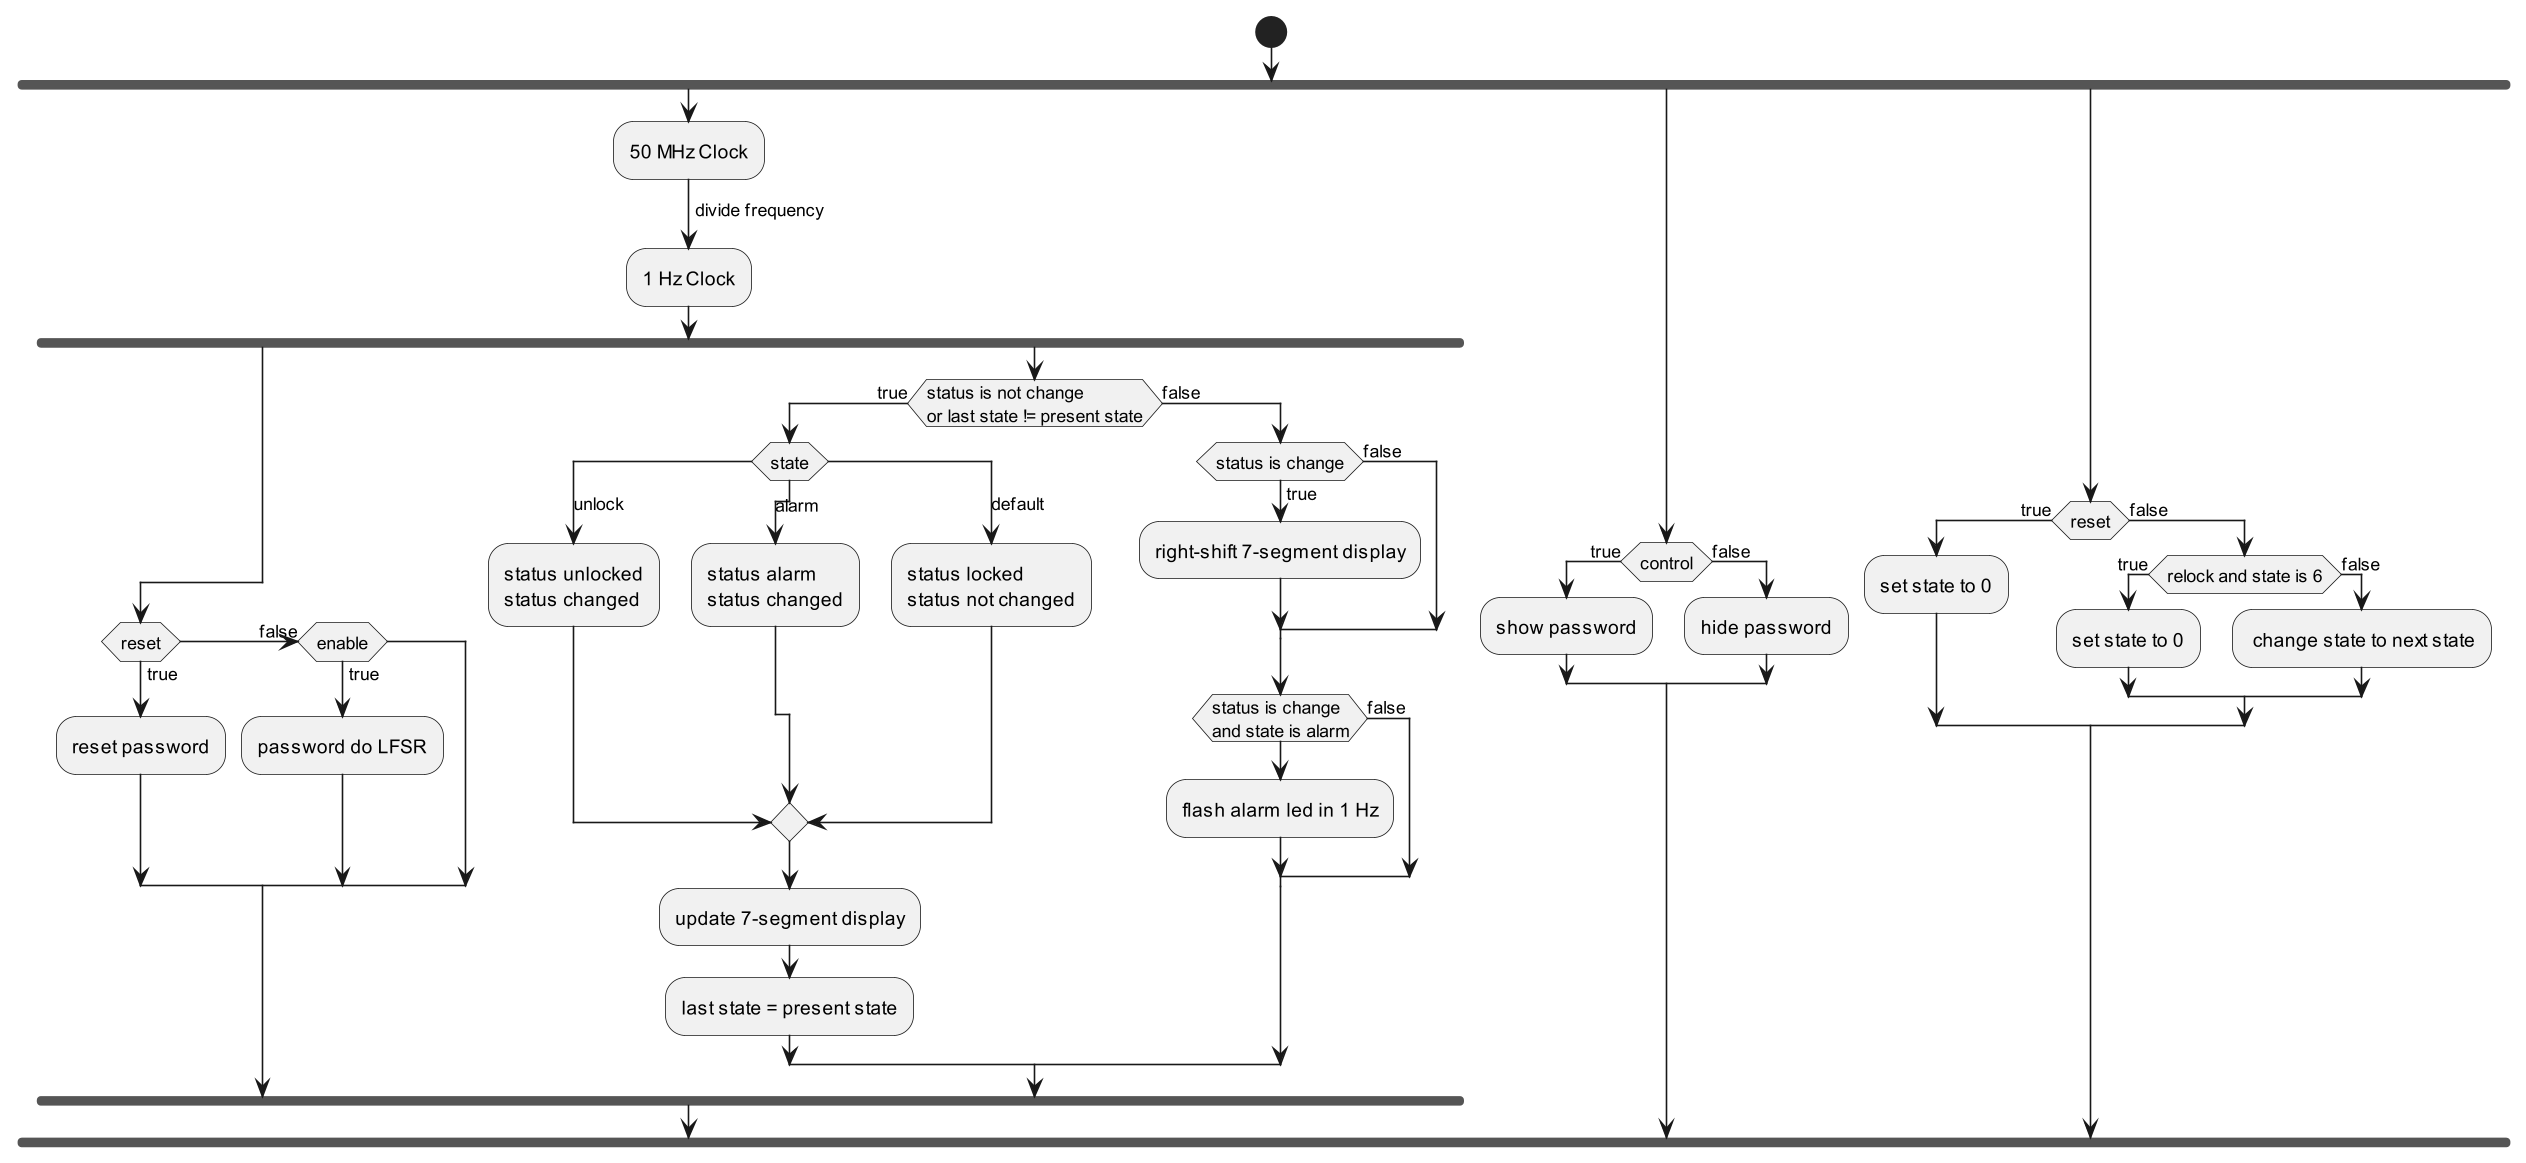 50 MHz Clock
divide frequency
1 Hz Clock
true
status is not change
or last state != present state
false
state
unlock
alarm
default
status is change
false
true
status unlocked
status changed
status alarm
status changed
status locked
status not changed
right-shift 7-segment display
status is change
and state is alarm
false
flash alarm led in 1 Hz
update 7-segment display
last state = present state
reset
false
enable
true
true
reset password
password do LFSR
true
control
false
show password
hide password
true
reset
false
set state to 0
true
relock and state is 6
false
set state to 0
change state to next state